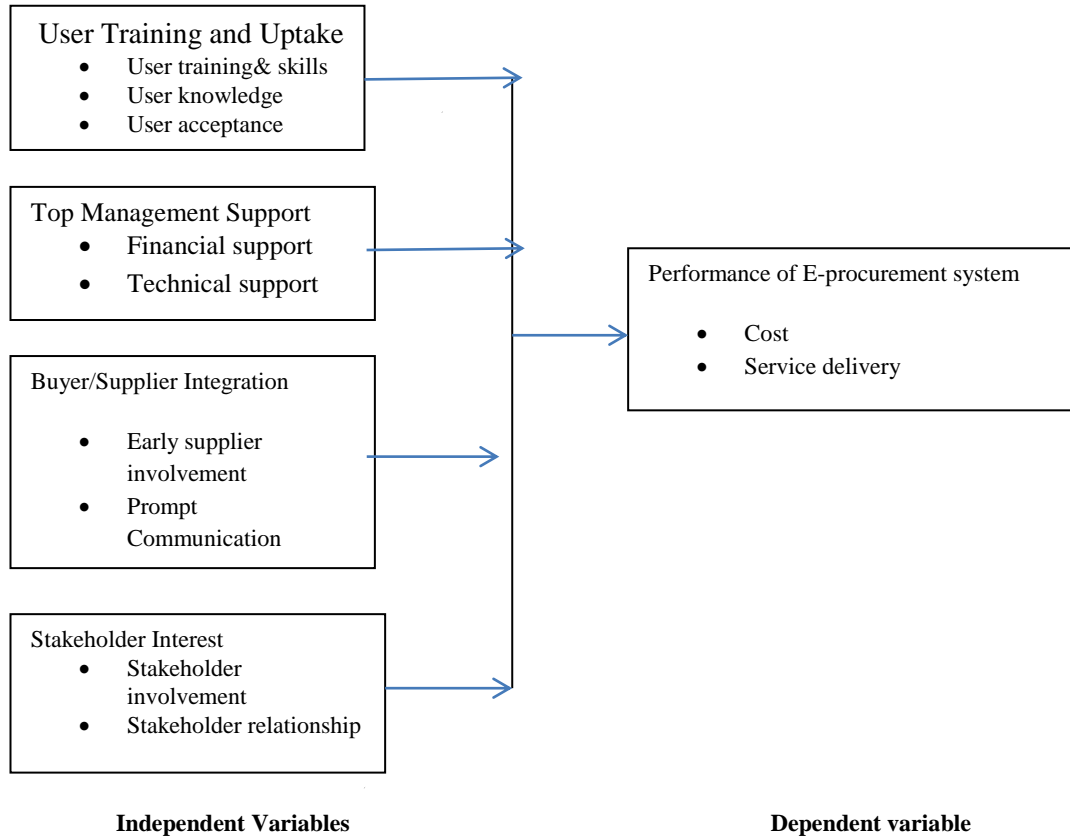 User Training and Uptake
• User training& skills
• User knowledge
• User acceptance
Top Management Support
• Financial support
• Technical support
Buyer/Supplier Integration
• Early supplier
involvement
• Prompt
Communication
Stakeholder Interest
• Stakeholder
involvement
• Stakeholder relationship
Performance of E-procurement system
• Cost
• Service delivery
Independent Variables
Dependent variable